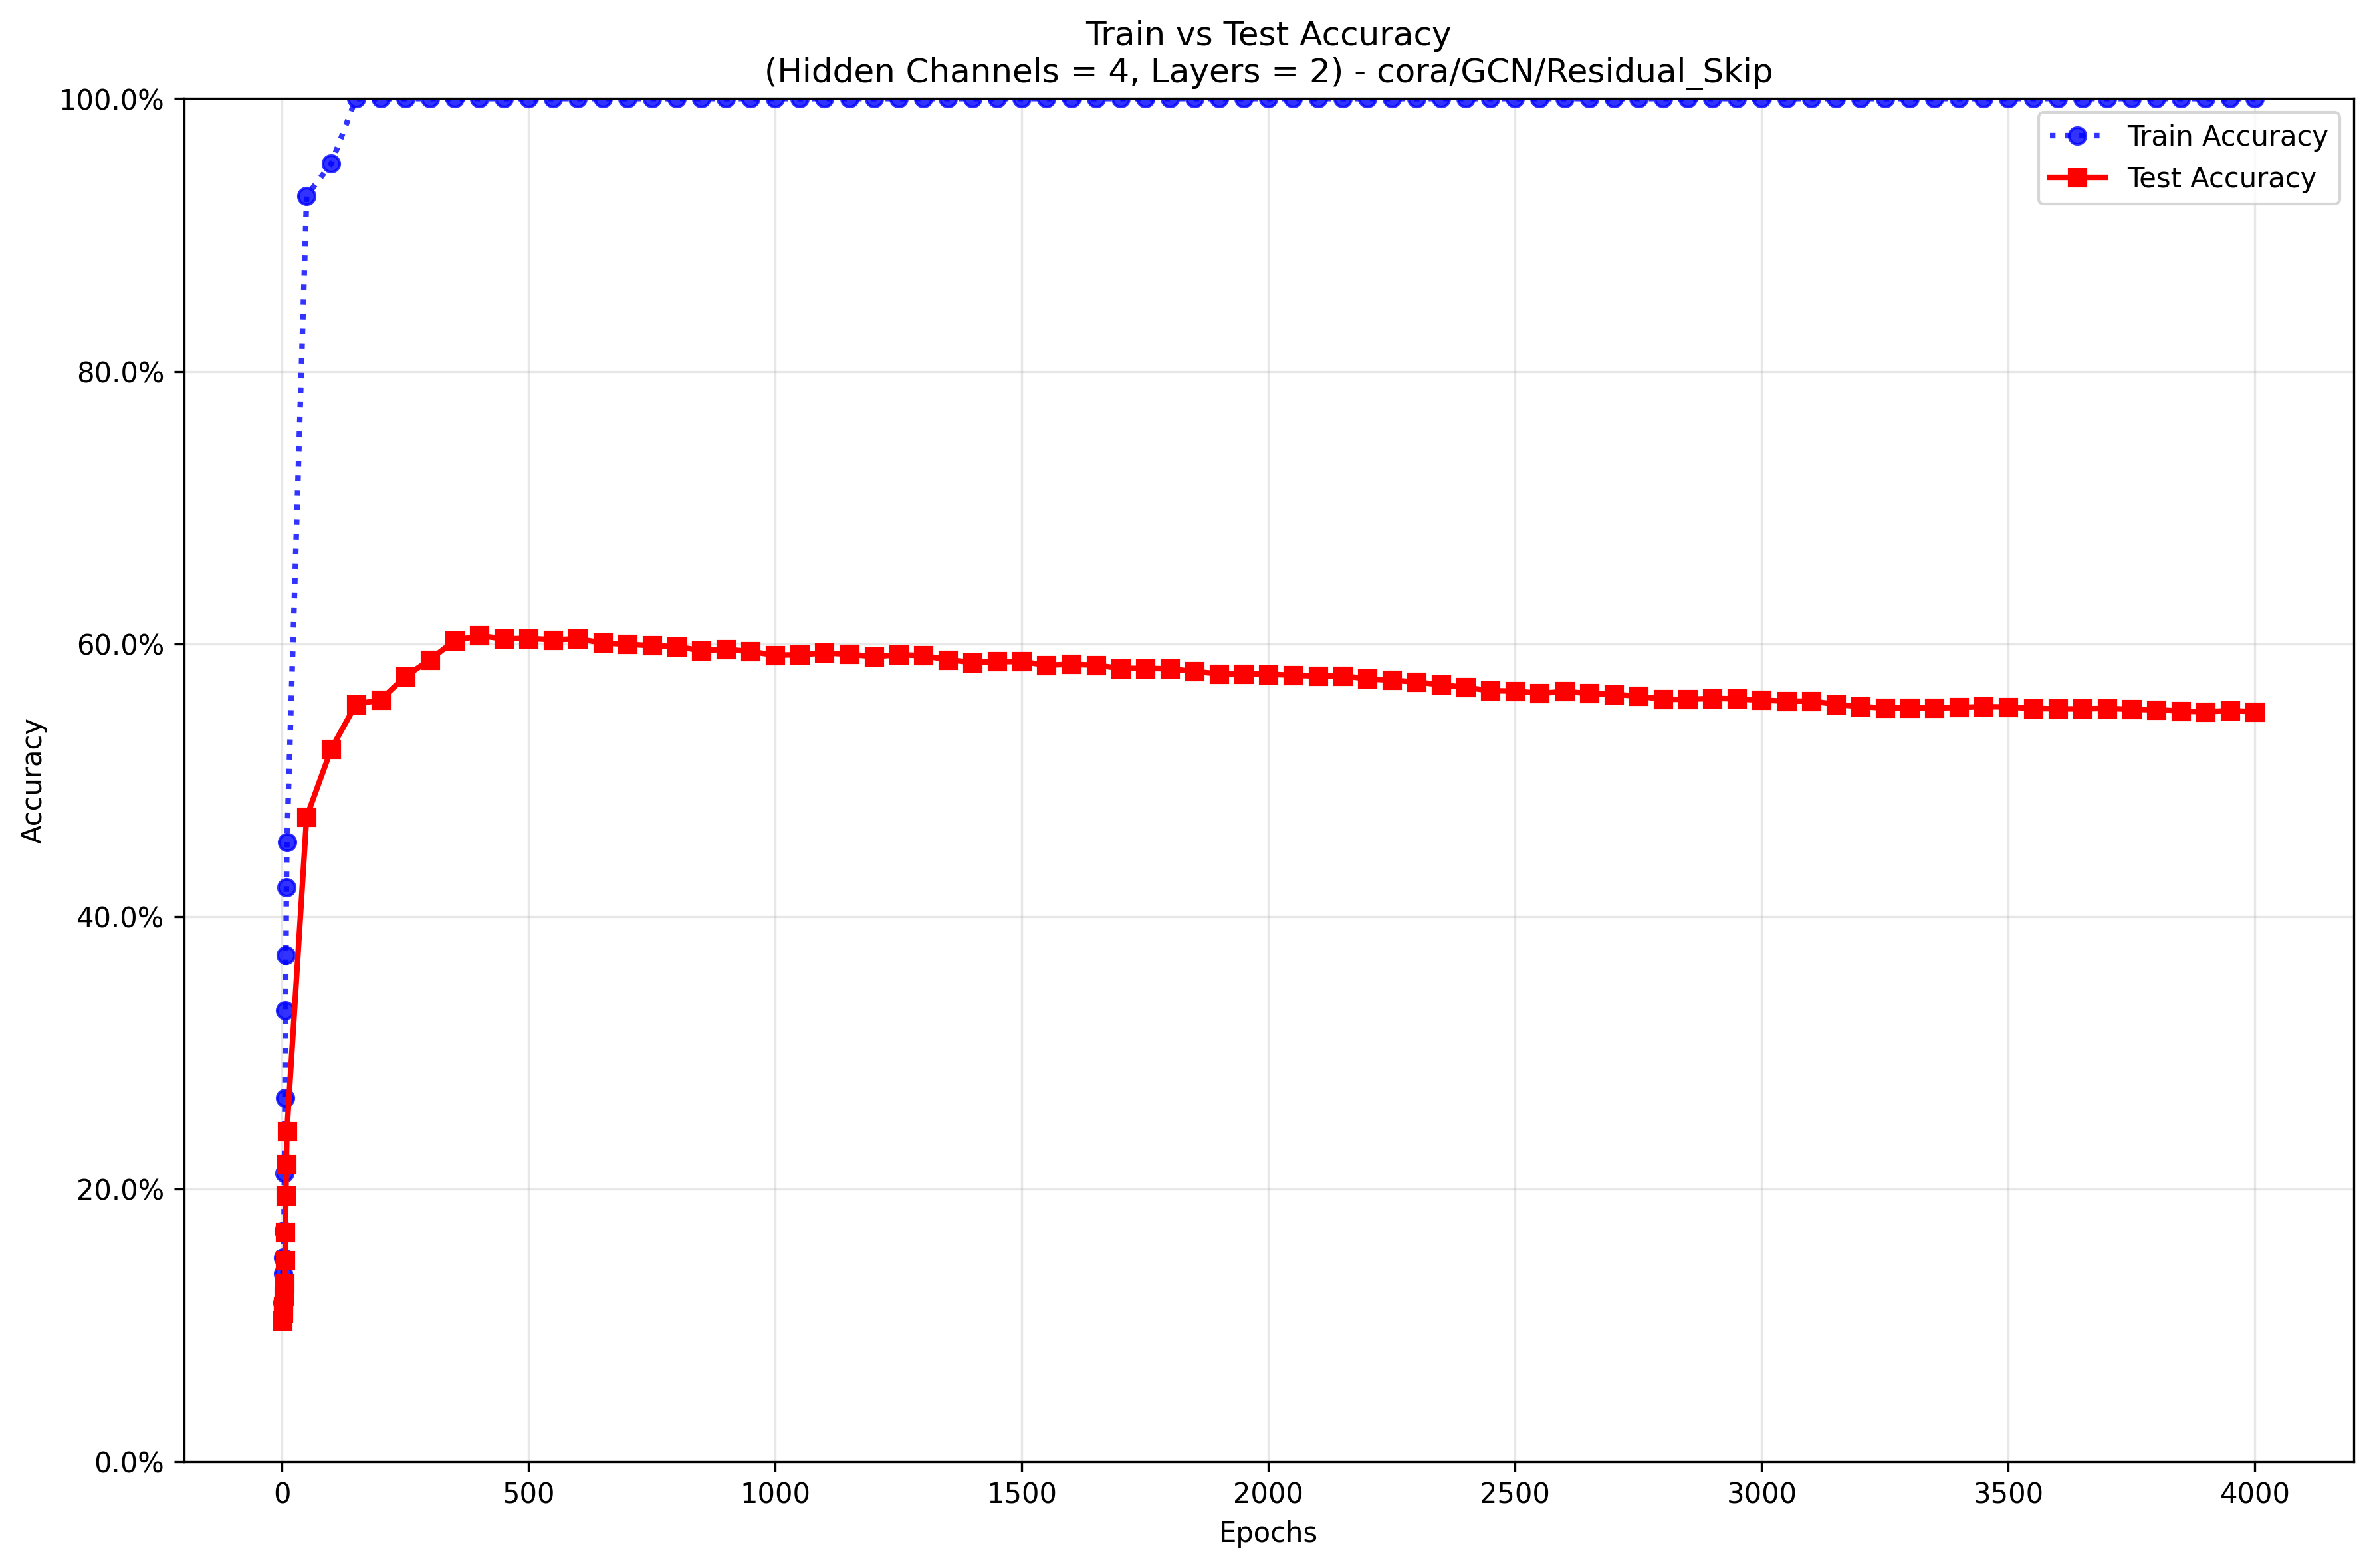 Train vs Test Accuracy
(Hidden Channels = 4, Layers = 2) - cora/GCN/Residual_Skip
100.0%
80.0%
60.0%
40.0%
20.0%
0.0%
Accuracy
Train Accuracy
Test Accuracy
0
500
1000
1500
2000
2500
3000
3500
4000
Epochs